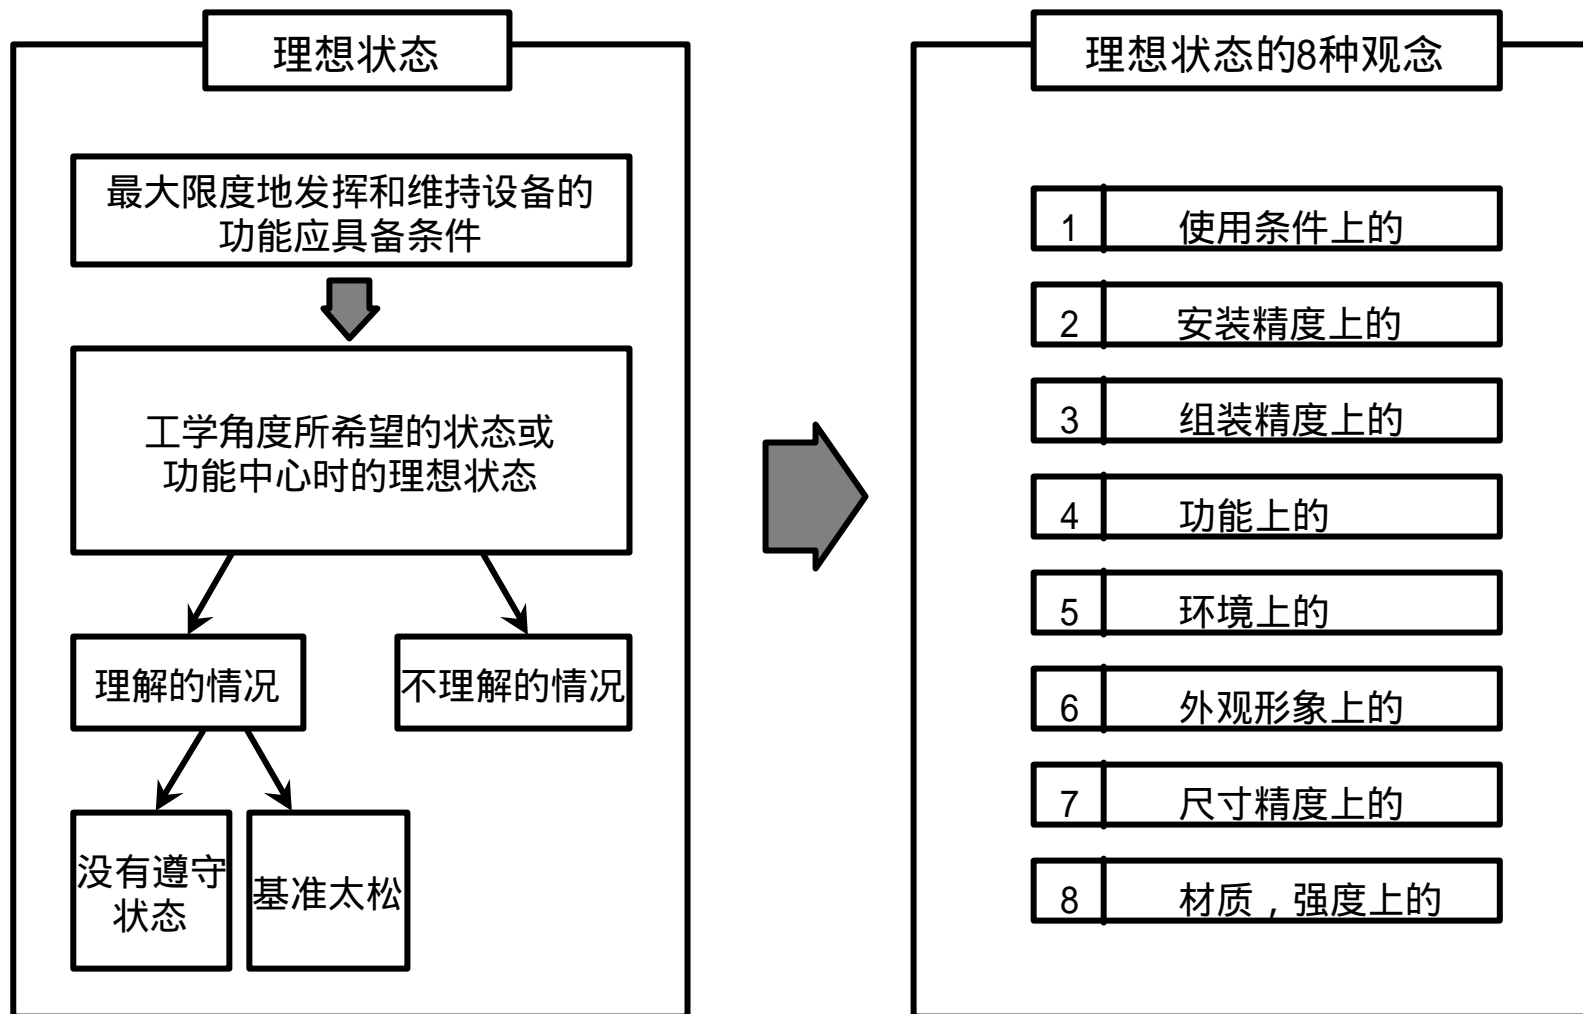 理想状态
最大限度地发挥和维持设备的
功能应具备条件
工学角度所希望的状态或
功能中心时的理想状态
理解的情况
不理解的情况
没有遵守
状态
基准太松
理想状态的8种观念
1 使用条件上的
2 安装精度上的
3 组装精度上的
4 功能上的
5 环境上的
6 外观形象上的
7 尺寸精度上的
8 材质，强度上的